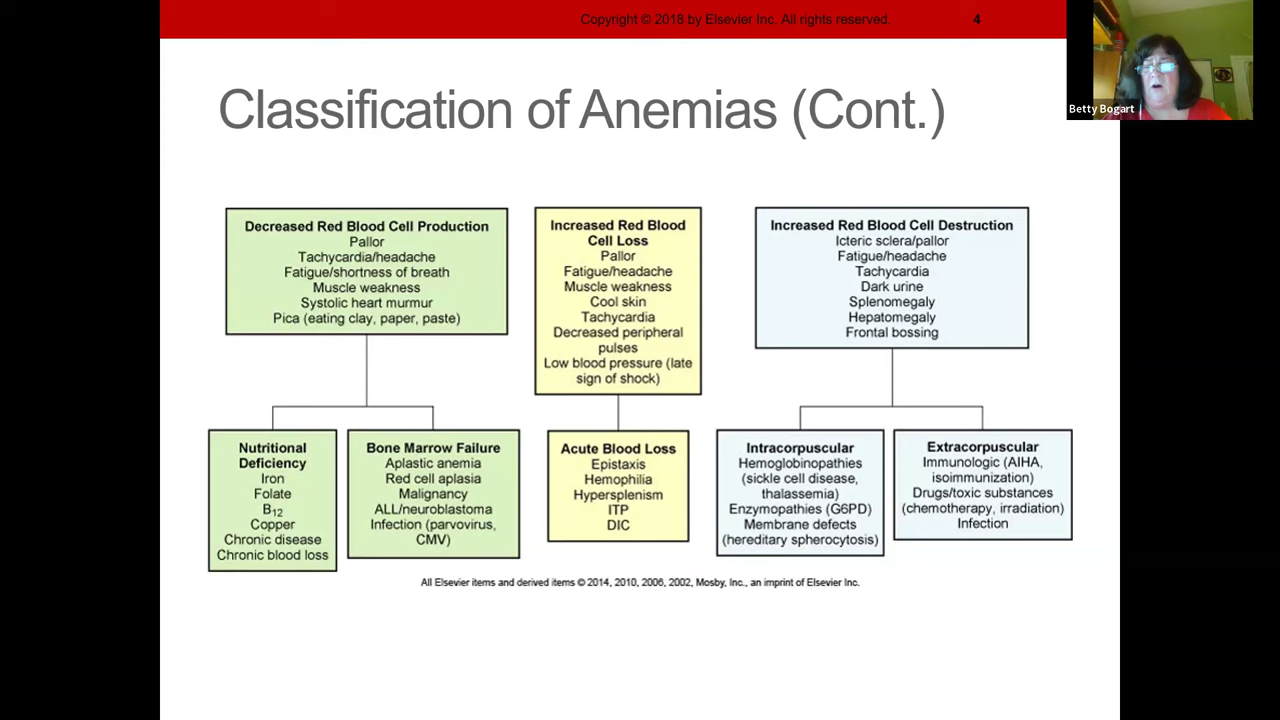 Copyright © 2018 by Elsevier Inc. All rights reserved. 4
Betty Bogart
Classification of Anemias (Cont.)
Decreased Red Blood Cell Production
Pallor
Tachycardia/headache
Fatigue/shortness of breath
Muscle weakness
Systolic heart murmur
Pica (eating clay, paper, paste)
Increased Red Blood
Cell Loss
Pallor
Fatigue/headache
Muscle weakness
Cool skin
Tachycardia
Decreased peripheral
pulses
Low blood pressure (late
sign of shock)
Increased Red Blood Cell Destruction
Icteric sclera/pallor
Fatigue/headache
Tachycardia
Dark urine
Splenomegaly
Hepatomegaly
Frontal bossing
Nutritional
Deficiency
Iron
Folate
B12
Copper
Chronic disease
Chronic blood loss
Bone Marrow Failure
Aplastic anemia
Red cell aplasia
Malignancy
ALL/neuroblastoma
Infection (parvovirus,
CMV)
Acute Blood Loss
Epistaxis
Hemophilia
Hypersplenism
ITP
DIC
Intracorpuscular
Hemoglobinopathies
(sickle cell disease,
thalassemia)
Enzymopathies (G6PD)
Membrane defects
(hereditary spherocytosis)
Extracorpuscular
Immunologic (AIHA,
isoimmunization)
Drugs/toxic substances
(chemotherapy, irradiation)
Infection
All Elsevier items and derived items © 2014, 2010, 2006, 2002, Mosby, Inc., an imprint of Elsevier Inc.